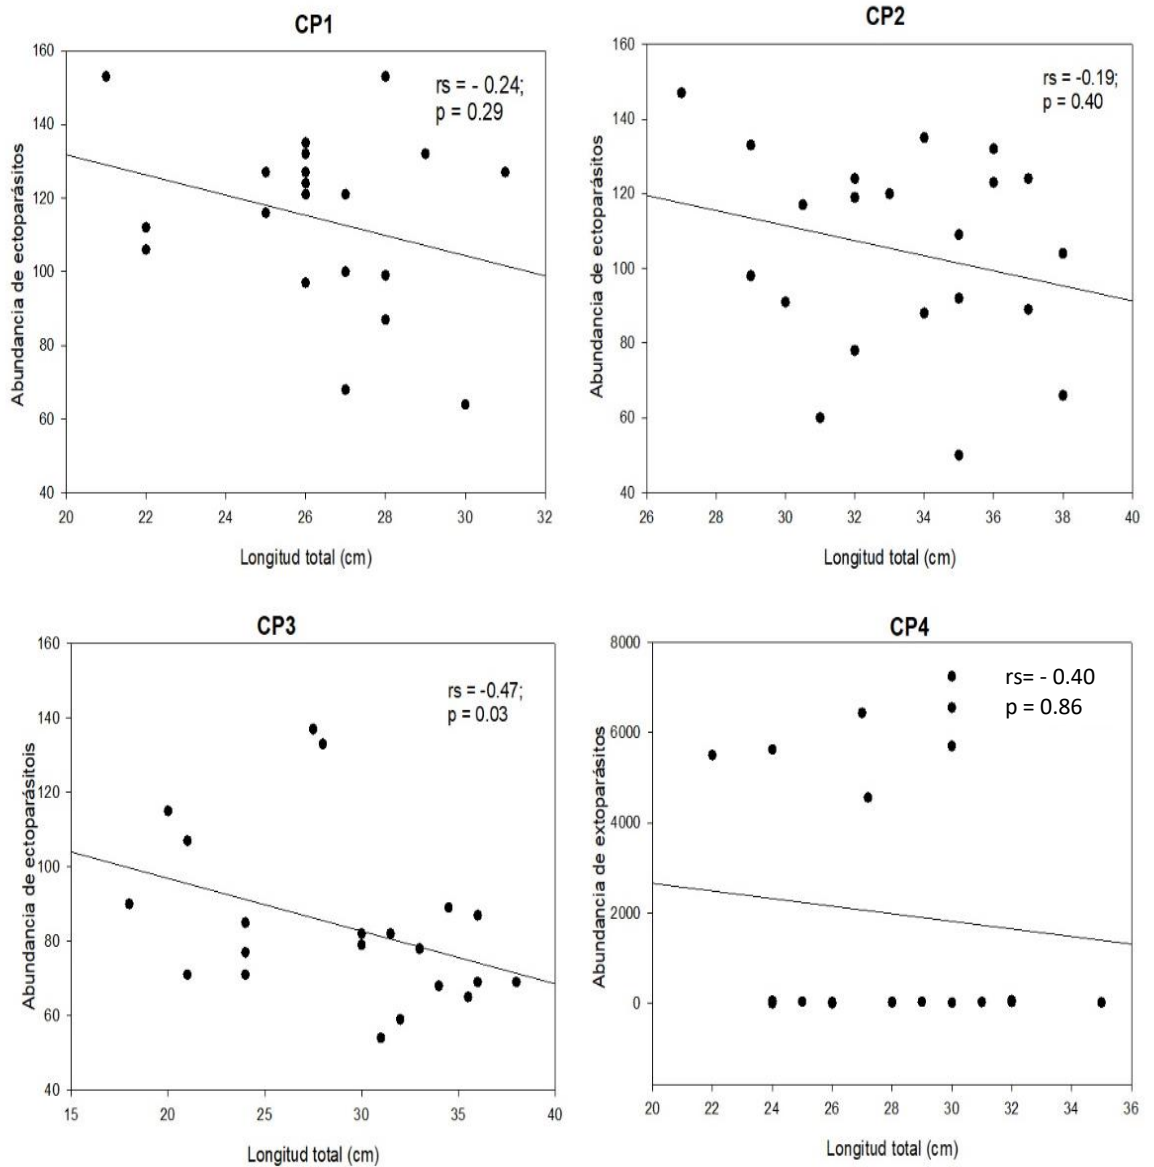 CP1
160
140
120
100
80
60
40
rs = - 0.24;
p = 0.29
Abundancia de ectoparásitos
20 22 24 26 28 30 32
Longitud total (cm)
CP2
160
140
120
100
80
60
40
rs = -0.19;
p = 0.40
Abundancia de ectoparásitos
26 28 30 32 34 36 38 40
Longitud total (cm)
CP3
160
140
120
100
80
60
40
rs = -0.47;
p = 0.03
Abundancia de ectoparásitois
15 20 25 30 35 40
Longitud total (cm)
CP4
8000
6000
4000
2000
0
rs= - 0.40
p = 0.86
Abundancia de extoparásitos
20 22 24 26 28 30 32 34 36
Longitud total (cm)